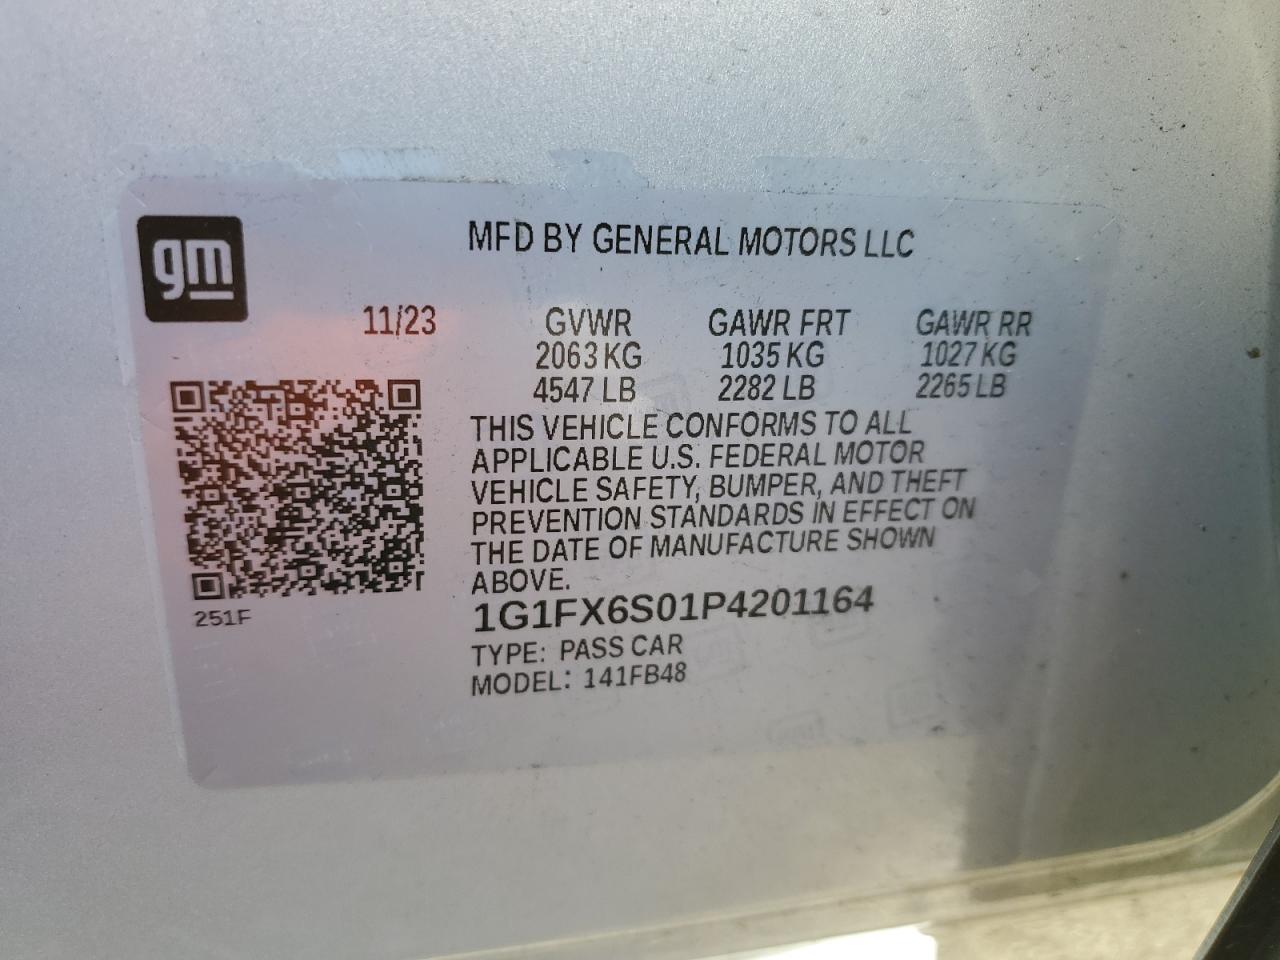 gm
MFD BY GENERAL MOTORS LLC
11/23 GVWR GAWR FRT GAWR RR
2063 KG 1035 KG 1027 KG
4547 LB 2282 LB 2265 LB
THIS VEHICLE CONFORMS TO ALL
APPLICABLE U.S. FEDERAL MOTOR
VEHICLE SAFETY, BUMPER, AND THEFT
PREVENTION STANDARDS IN EFFECT ON
THE DATE OF MANUFACTURE SHOWN
ABOVE.
251F
1G1FX6S01P4201164
TYPE: PASS CAR
MODEL: 141FB48